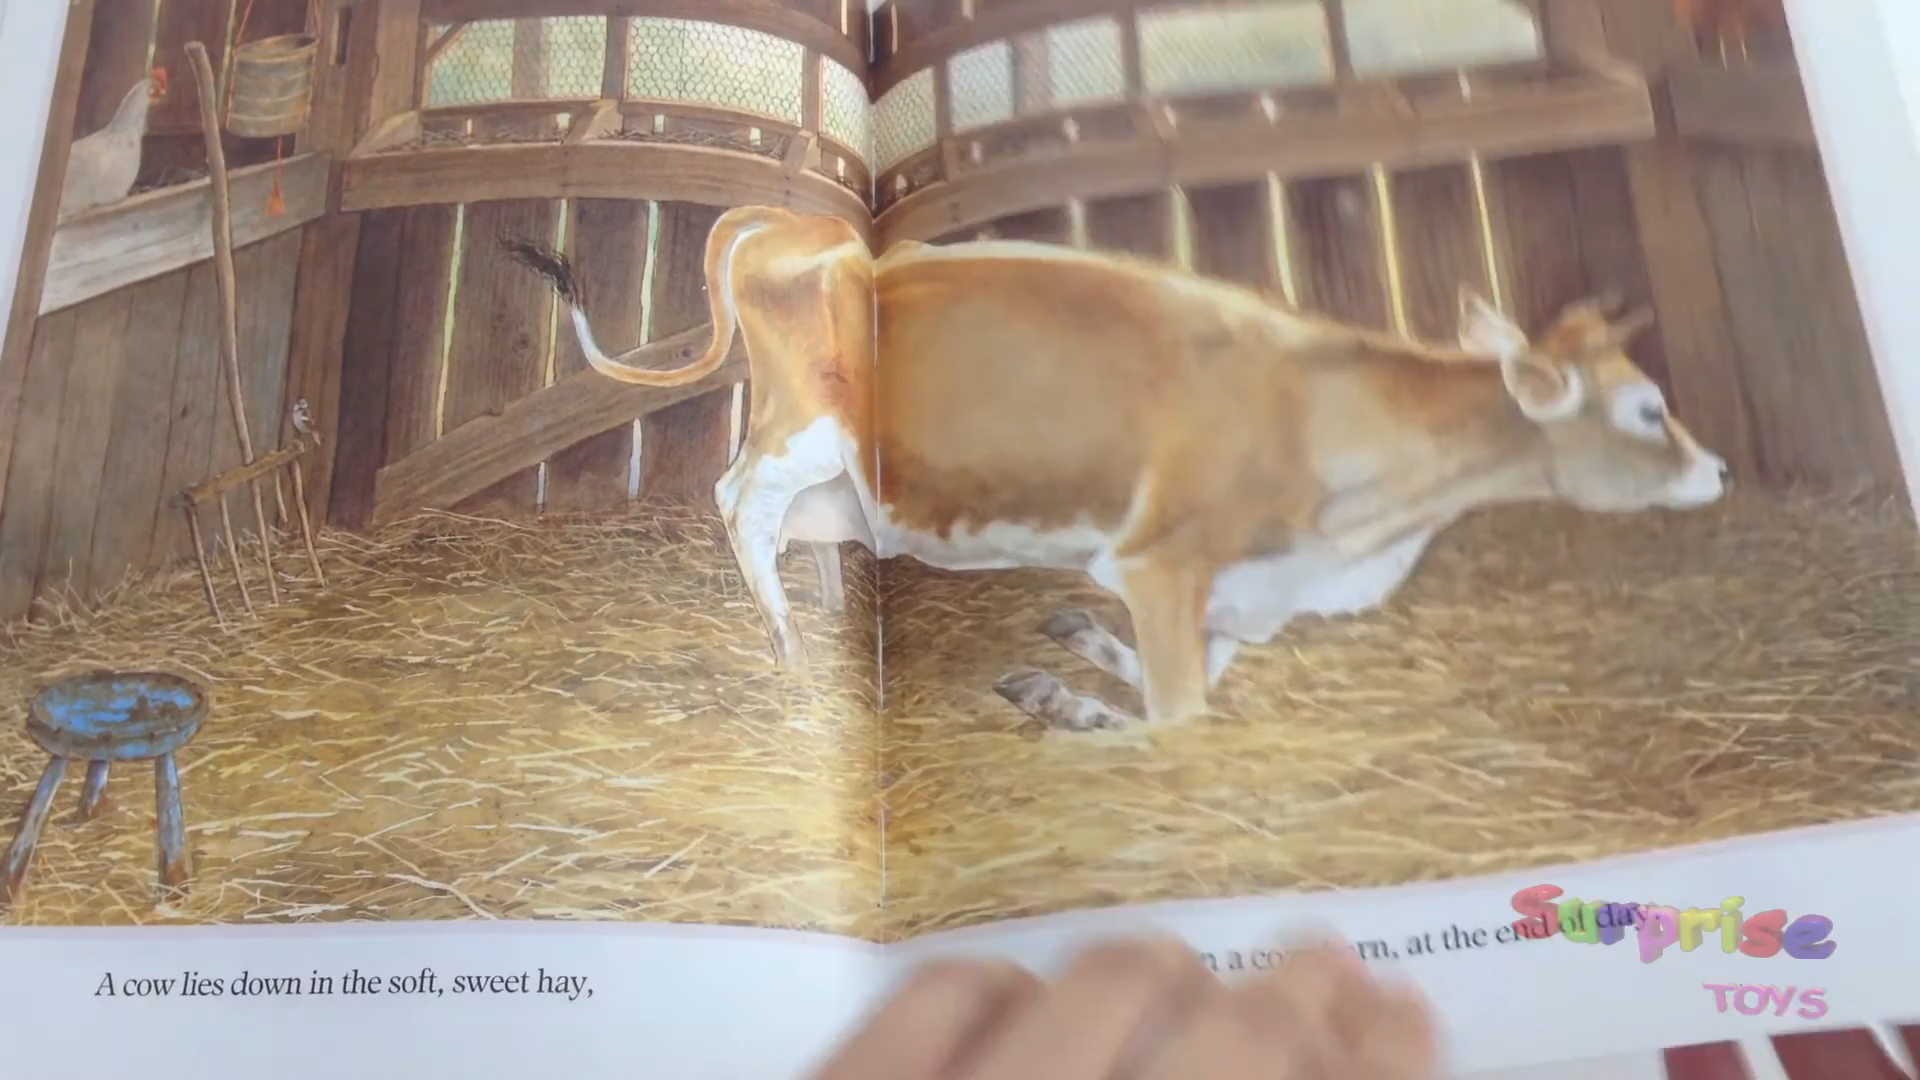 A cow lies down in the soft, sweet hay,
a at the end of day.
Surprise
TOYS